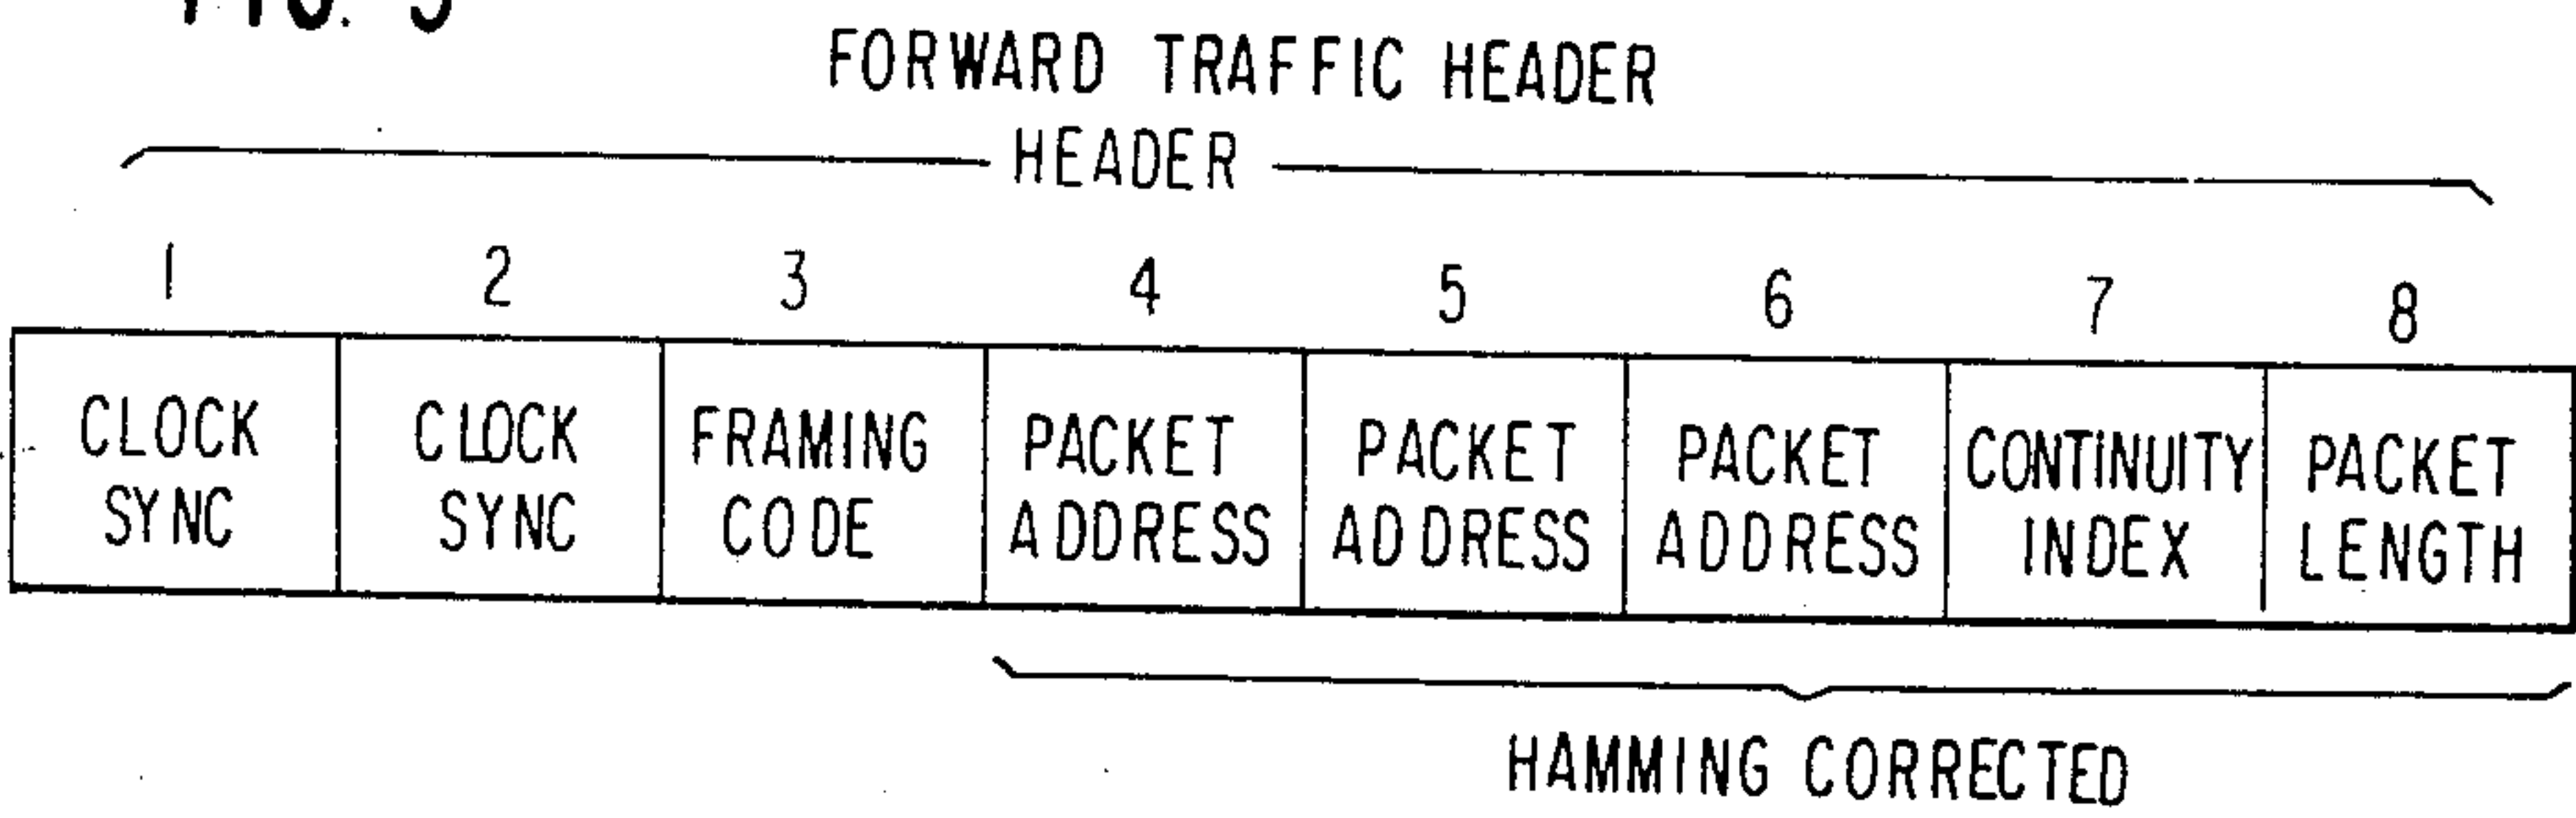 FORWARD TRAFFIC HEADER
HEADER
1 2 3 4 5 6 7 8
CLOCK SYNC
CLOCK SYNC
FRAMING CODE
PACKET ADDRESS
PACKET ADDRESS
PACKET ADDRESS
CONTINUITY INDEX
PACKET LENGTH
HAMMING CORRECTED